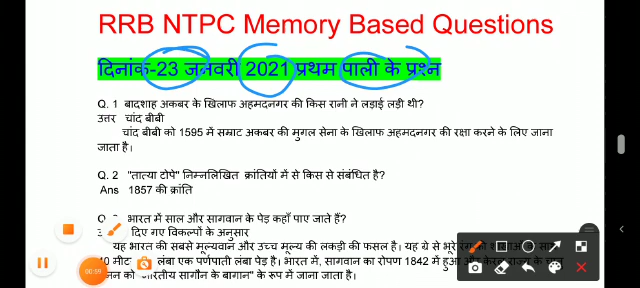 RRB NTPC Memory Based Questions
दिनांक-23 जनवरी 2021 प्रथम पाली के प्रश्न
Q. 1 बादशाह अकबर के खिलाफ अहमदनगर की किस रानी ने लड़ाई लड़ी थी?
उत्तर चांद बीबी
चांद बीबी को 1595 में सम्राट अकबर की मुगल सेना के खिलाफ अहमदनगर की रक्षा करने के लिए जाना
जाता है।
Q. 2 "तात्या टोपे" निम्नलिखित क्रांतियों में से किस से संबंधित है?
Ans 1857 की क्रांति
भारत में साल और सागवान के पेड़ कहाँ पाए जाते हैं?
दिए गए विकल्पों के अनुसार
यह भारत की सबसे मूल्यवान और उच्च मूल्य की लकड़ी की फसल है। यह ग्रे से भूरे रंग
लंबा एक पर्णपाती लंबा पेड़ है। भारत में, सागवान का रोपण 1842 में हुआ
भारतीय सागौन के बागान" के रूप में जाना जाता है।
00:59